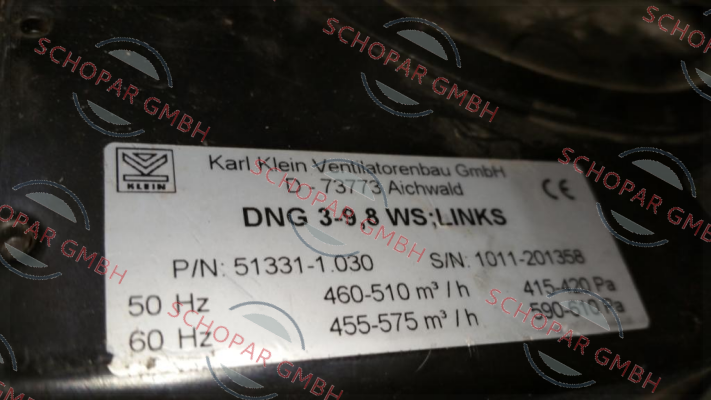 KLEIN
Karl Klein Ventilatorenbau GmbH
D - 73773 Aichwald
CE
DNG 3-9,8 WS;LINKS
P/N: 51331-1.030 S/N: 1011-201358
50 Hz 460-510 m³ / h 415-420 Pa
60 Hz 455-575 m³ / h 590-610 Pa
SCHOPAR GMBH
SCHOPAR GMBH
SCHOPAR GMBH
SCHOPAR GMBH
SCHOPAR GMBH
SCHOPAR GMBH
SCHOPAR GMBH
SCHOPAR GMBH